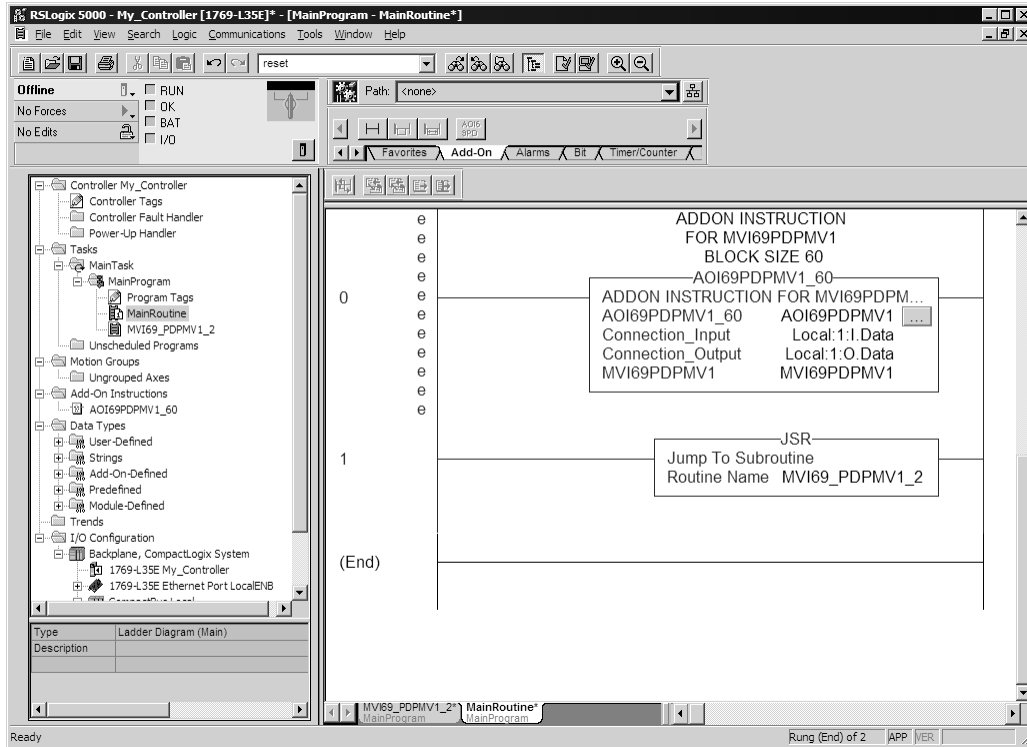 RSLogix 5000 - My_Controller [1769-L35E]* - [MainProgram - MainRoutine*]
File Edit View Search Logic Communications Tools Window Help
reset
Offline
RUN
No Forces
OK
No Edits
BAT
I/O
Path: <none>
Favorites Add-On Alarms Bit Timer/Counter
Controller My_Controller
Controller Tags
Controller Fault Handler
Power-Up Handler
Tasks
MainTask
MainProgram
Program Tags
MainRoutine
MVI69_PDPMV1_2
Unscheduled Programs
Motion Groups
Ungrouped Axes
Add-On Instructions
AOI69PDPMV1_60
Data Types
User-Defined
Strings
Add-On-Defined
Predefined
Module-Defined
Trends
I/O Configuration
Backplane, CompactLogix System
1769-L35E My_Controller
1769-L35E Ethernet Port LocalENB
CompactBus Local
Type Ladder Diagram (Main)
Description
e
e
e
e
e
e
e
e
e
e
e
0
ADDON INSTRUCTION
FOR MVI69PDPMV1
BLOCK SIZE 60
AOI69PDPMV1_60
ADDON INSTRUCTION FOR MVI69PDPM...
AOI69PDPMV1_60 AOI69PDPMV1 ...
Connection_Input Local:1:I.Data
Connection_Output Local:1:O.Data
MVI69PDPMV1 MVI69PDPMV1
1
JSR
Jump To Subroutine
Routine Name MVI69_PDPMV1_2
(End)
MVI69_PDPMV1_2* MainRoutine*
MainProgram MainProgram
Ready
Rung (End) of 2 APP VER